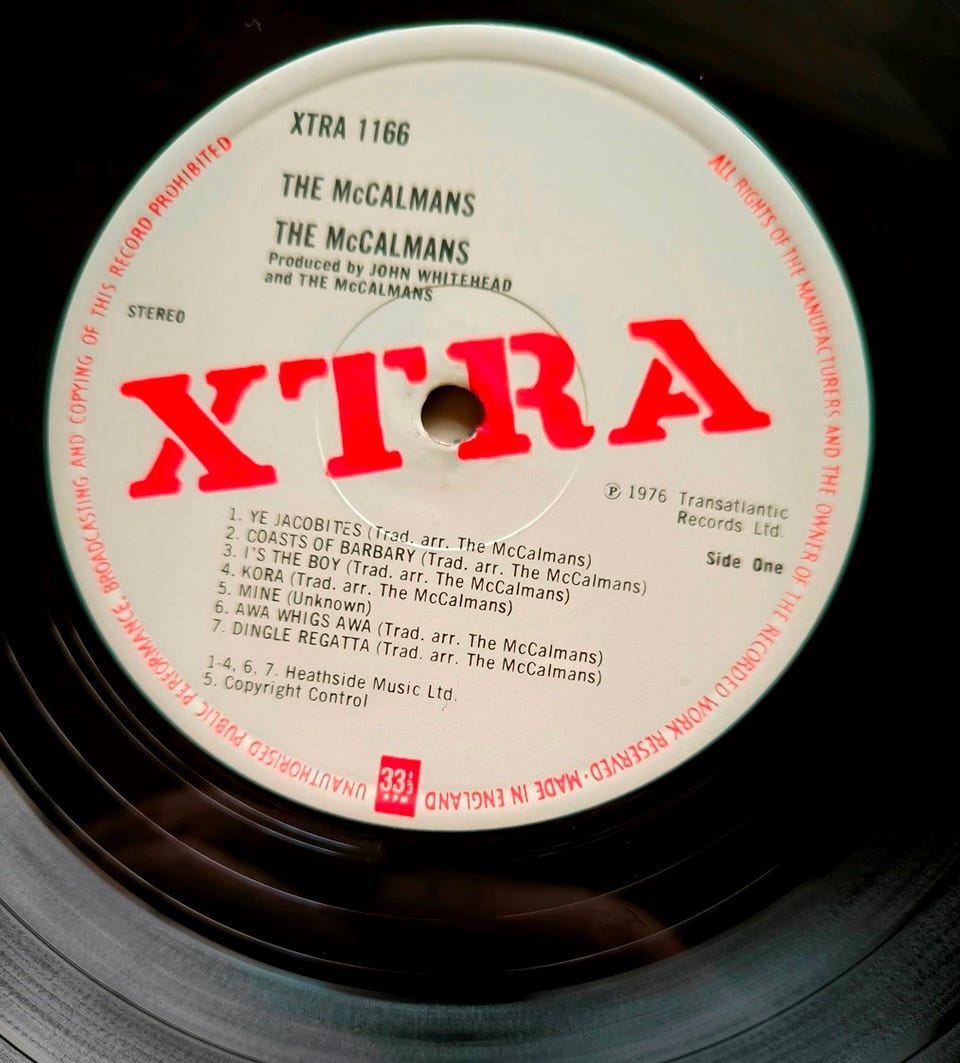 XTRA 1166
THE McCALMANS
THE McCALMANS
Produced by JOHN WHITEHEAD
and THE McCALMANS
STEREO
XTRA
℗ 1976 Transatlantic
Records Ltd.
Side One
1. YE JACOBITES (Trad. arr. The McCalmans)
2. COASTS OF BARBARY (Trad. arr. The McCalmans)
3. I'S THE BOY (Trad. arr. The McCalmans)
4. KORA (Trad. arr. The McCalmans)
5. MINE (Unknown)
6. AWA WHIGS AWA (Trad. arr. The McCalmans)
7. DINGLE REGATTA (Trad. arr. The McCalmans)
1-4, 6, 7. Heathside Music Ltd.
5. Copyright Control
ALL RIGHTS OF THE MANUFACTURERS AND THE OWNER OF THE RECORDED WORK RESERVED · MADE IN ENGLAND
33⅓
RPM
UNAUTHORISED PUBLIC PERFORMANCE, BROADCASTING AND COPYING OF THIS RECORD PROHIBITED